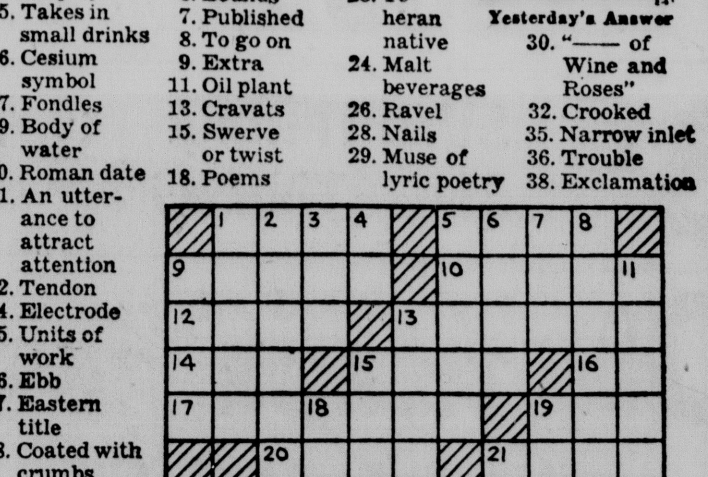 5. Takes in
small drinks
6. Cesium
symbol
7. Fondles
9. Body of
water
0. Roman date
1. An utter-
ance to
attract
attention
2. Tendon
4. Electrode
5. Units of
work
6. Ebb
7. Eastern
title
8. Coated with
crumbs
7. Published
8. To go on
9. Extra
11. Oil plant
13. Cravats
15. Swerve
or twist
18. Poems
heran
native
24. Malt
beverages
26. Ravel
28. Nails
29. Muse of
lyric poetry
Yesterday's Answer
30. "—— of
Wine and
Roses"
32. Crooked
35. Narrow inlet
36. Trouble
38. Exclamation
1 2 3 4 5 6 7 8
9 10 11
12 13
14 15 16
17 18 19
20 21